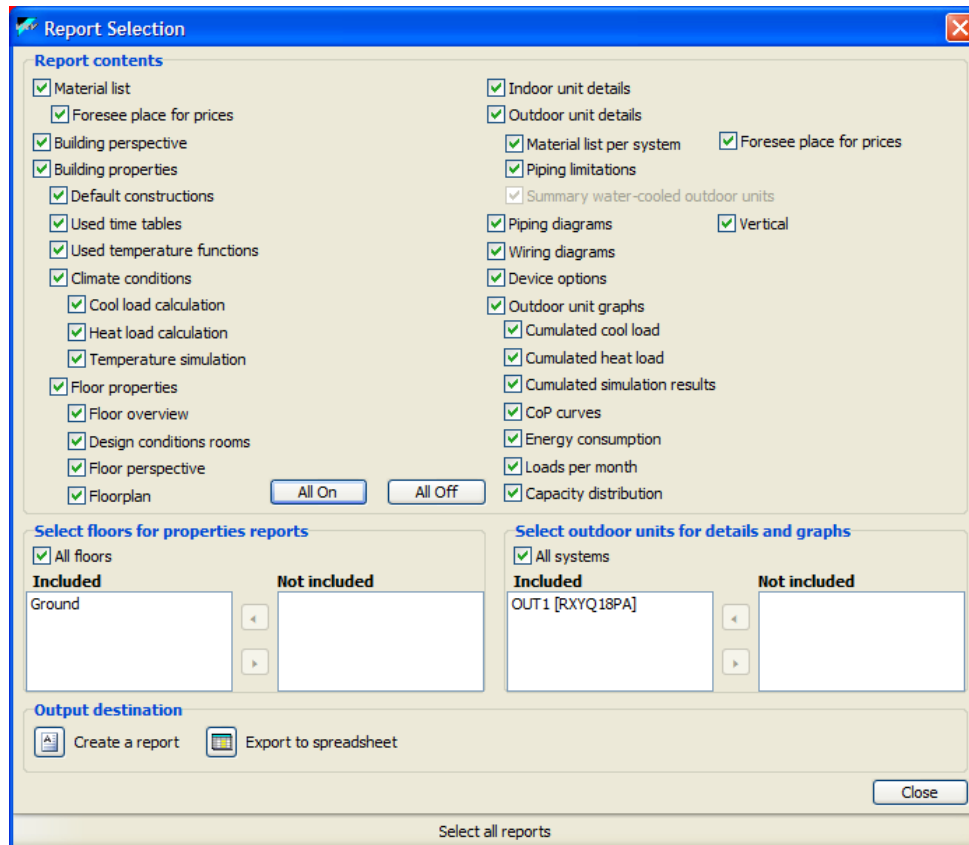 Report Selection
Report contents
Material list
Foresee place for prices
Building perspective
Building properties
Default constructions
Used time tables
Used temperature functions
Climate conditions
Cool load calculation
Heat load calculation
Temperature simulation
Floor properties
Floor overview
Design conditions rooms
Floor perspective
Floorplan
All On
All Off
Indoor unit details
Outdoor unit details
Material list per system
Foresee place for prices
Piping limitations
Summary water-cooled outdoor units
Piping diagrams
Vertical
Wiring diagrams
Device options
Outdoor unit graphs
Cumulated cool load
Cumulated heat load
Cumulated simulation results
CoP curves
Energy consumption
Loads per month
Capacity distribution
Select floors for properties reports
All floors
Included
Not included
Ground
Select outdoor units for details and graphs
All systems
Included
Not included
OUT1 [RXYQ18PA]
Output destination
Create a report
Export to spreadsheet
Close
Select all reports